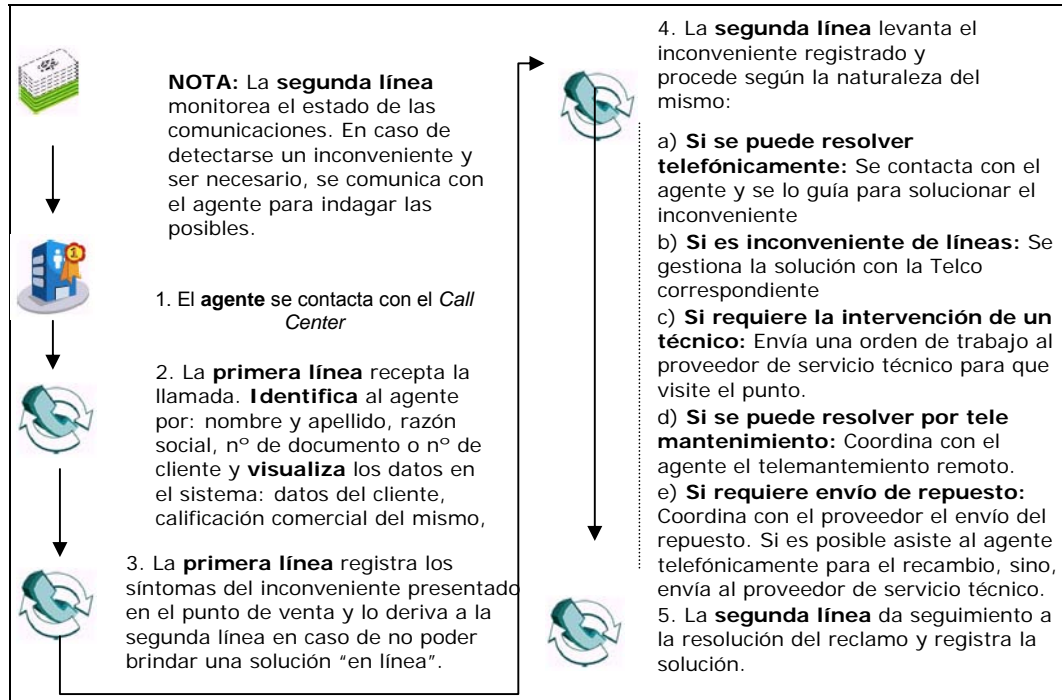 NOTA: La segunda línea
monitorea el estado de las
comunicaciones. En caso de
detectarse un inconveniente y
ser necesario, se comunica con
el agente para indagar las
posibles.
1. El agente se contacta con el Call
Center
2. La primera línea recepta la
llamada. Identifica al agente
por: nombre y apellido, razón
social, nº de documento o nº de
cliente y visualiza los datos en
el sistema: datos del cliente,
calificación comercial del mismo,
3. La primera línea registra los
síntomas del inconveniente presentado
en el punto de venta y lo deriva a la
segunda línea en caso de no poder
brindar una solución “en línea”.
4. La segunda línea levanta el
inconveniente registrado y
procede según la naturaleza del
mismo:
a) Si se puede resolver
telefónicamente: Se contacta con el
agente y se lo guía para solucionar el
inconveniente
b) Si es inconveniente de líneas: Se
gestiona la solución con la Telco
correspondiente
c) Si requiere la intervención de un
técnico: Envía una orden de trabajo al
proveedor de servicio técnico para que
visite el punto.
d) Si se puede resolver por tele
mantenimiento: Coordina con el
agente el telemantemiento remoto.
e) Si requiere envío de repuesto:
Coordina con el proveedor el envío del
repuesto. Si es posible asiste al agente
telefónicamente para el recambio, sino,
envía al proveedor de servicio técnico.
5. La segunda línea da seguimiento a
la resolución del reclamo y registra la
solución.